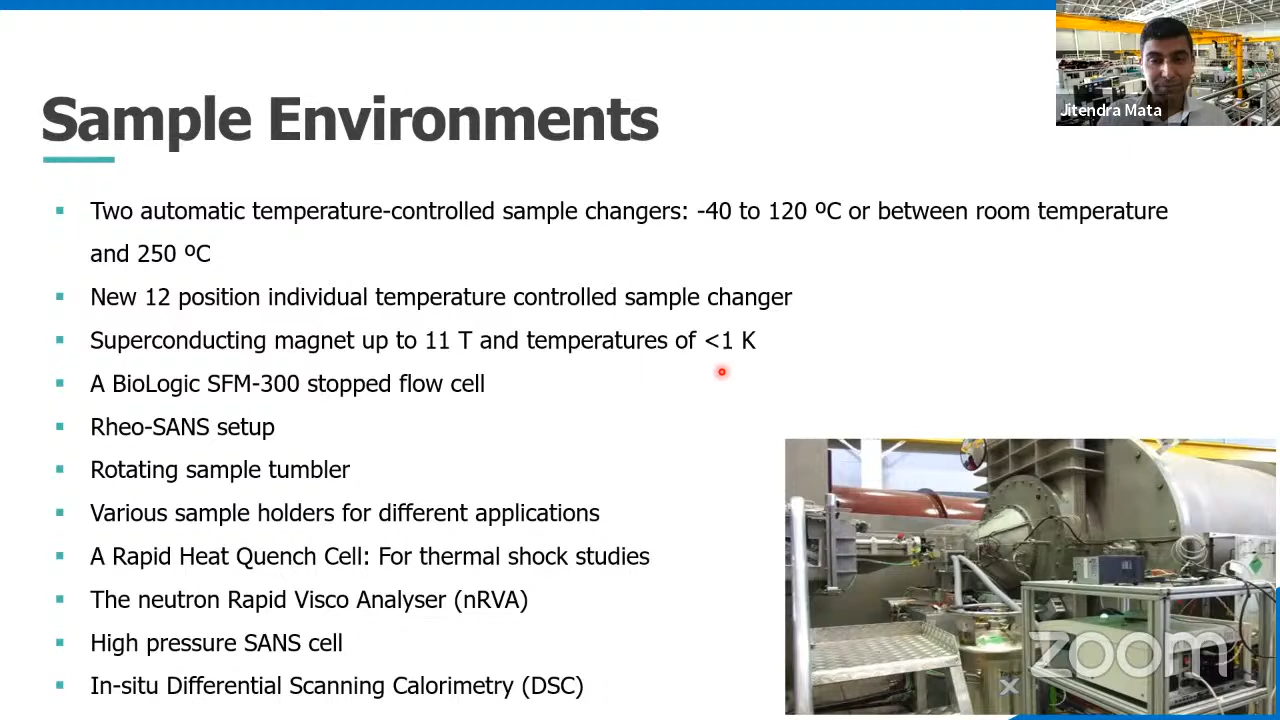 Jitendra Mata
Sample Environments
Two automatic temperature-controlled sample changers: -40 to 120 ºC or between room temperature
and 250 ºC
New 12 position individual temperature controlled sample changer
Superconducting magnet up to 11 T and temperatures of <1 K
A BioLogic SFM-300 stopped flow cell
Rheo-SANS setup
Rotating sample tumbler
Various sample holders for different applications
A Rapid Heat Quench Cell: For thermal shock studies
The neutron Rapid Visco Analyser (nRVA)
High pressure SANS cell
In-situ Differential Scanning Calorimetry (DSC)
zoom